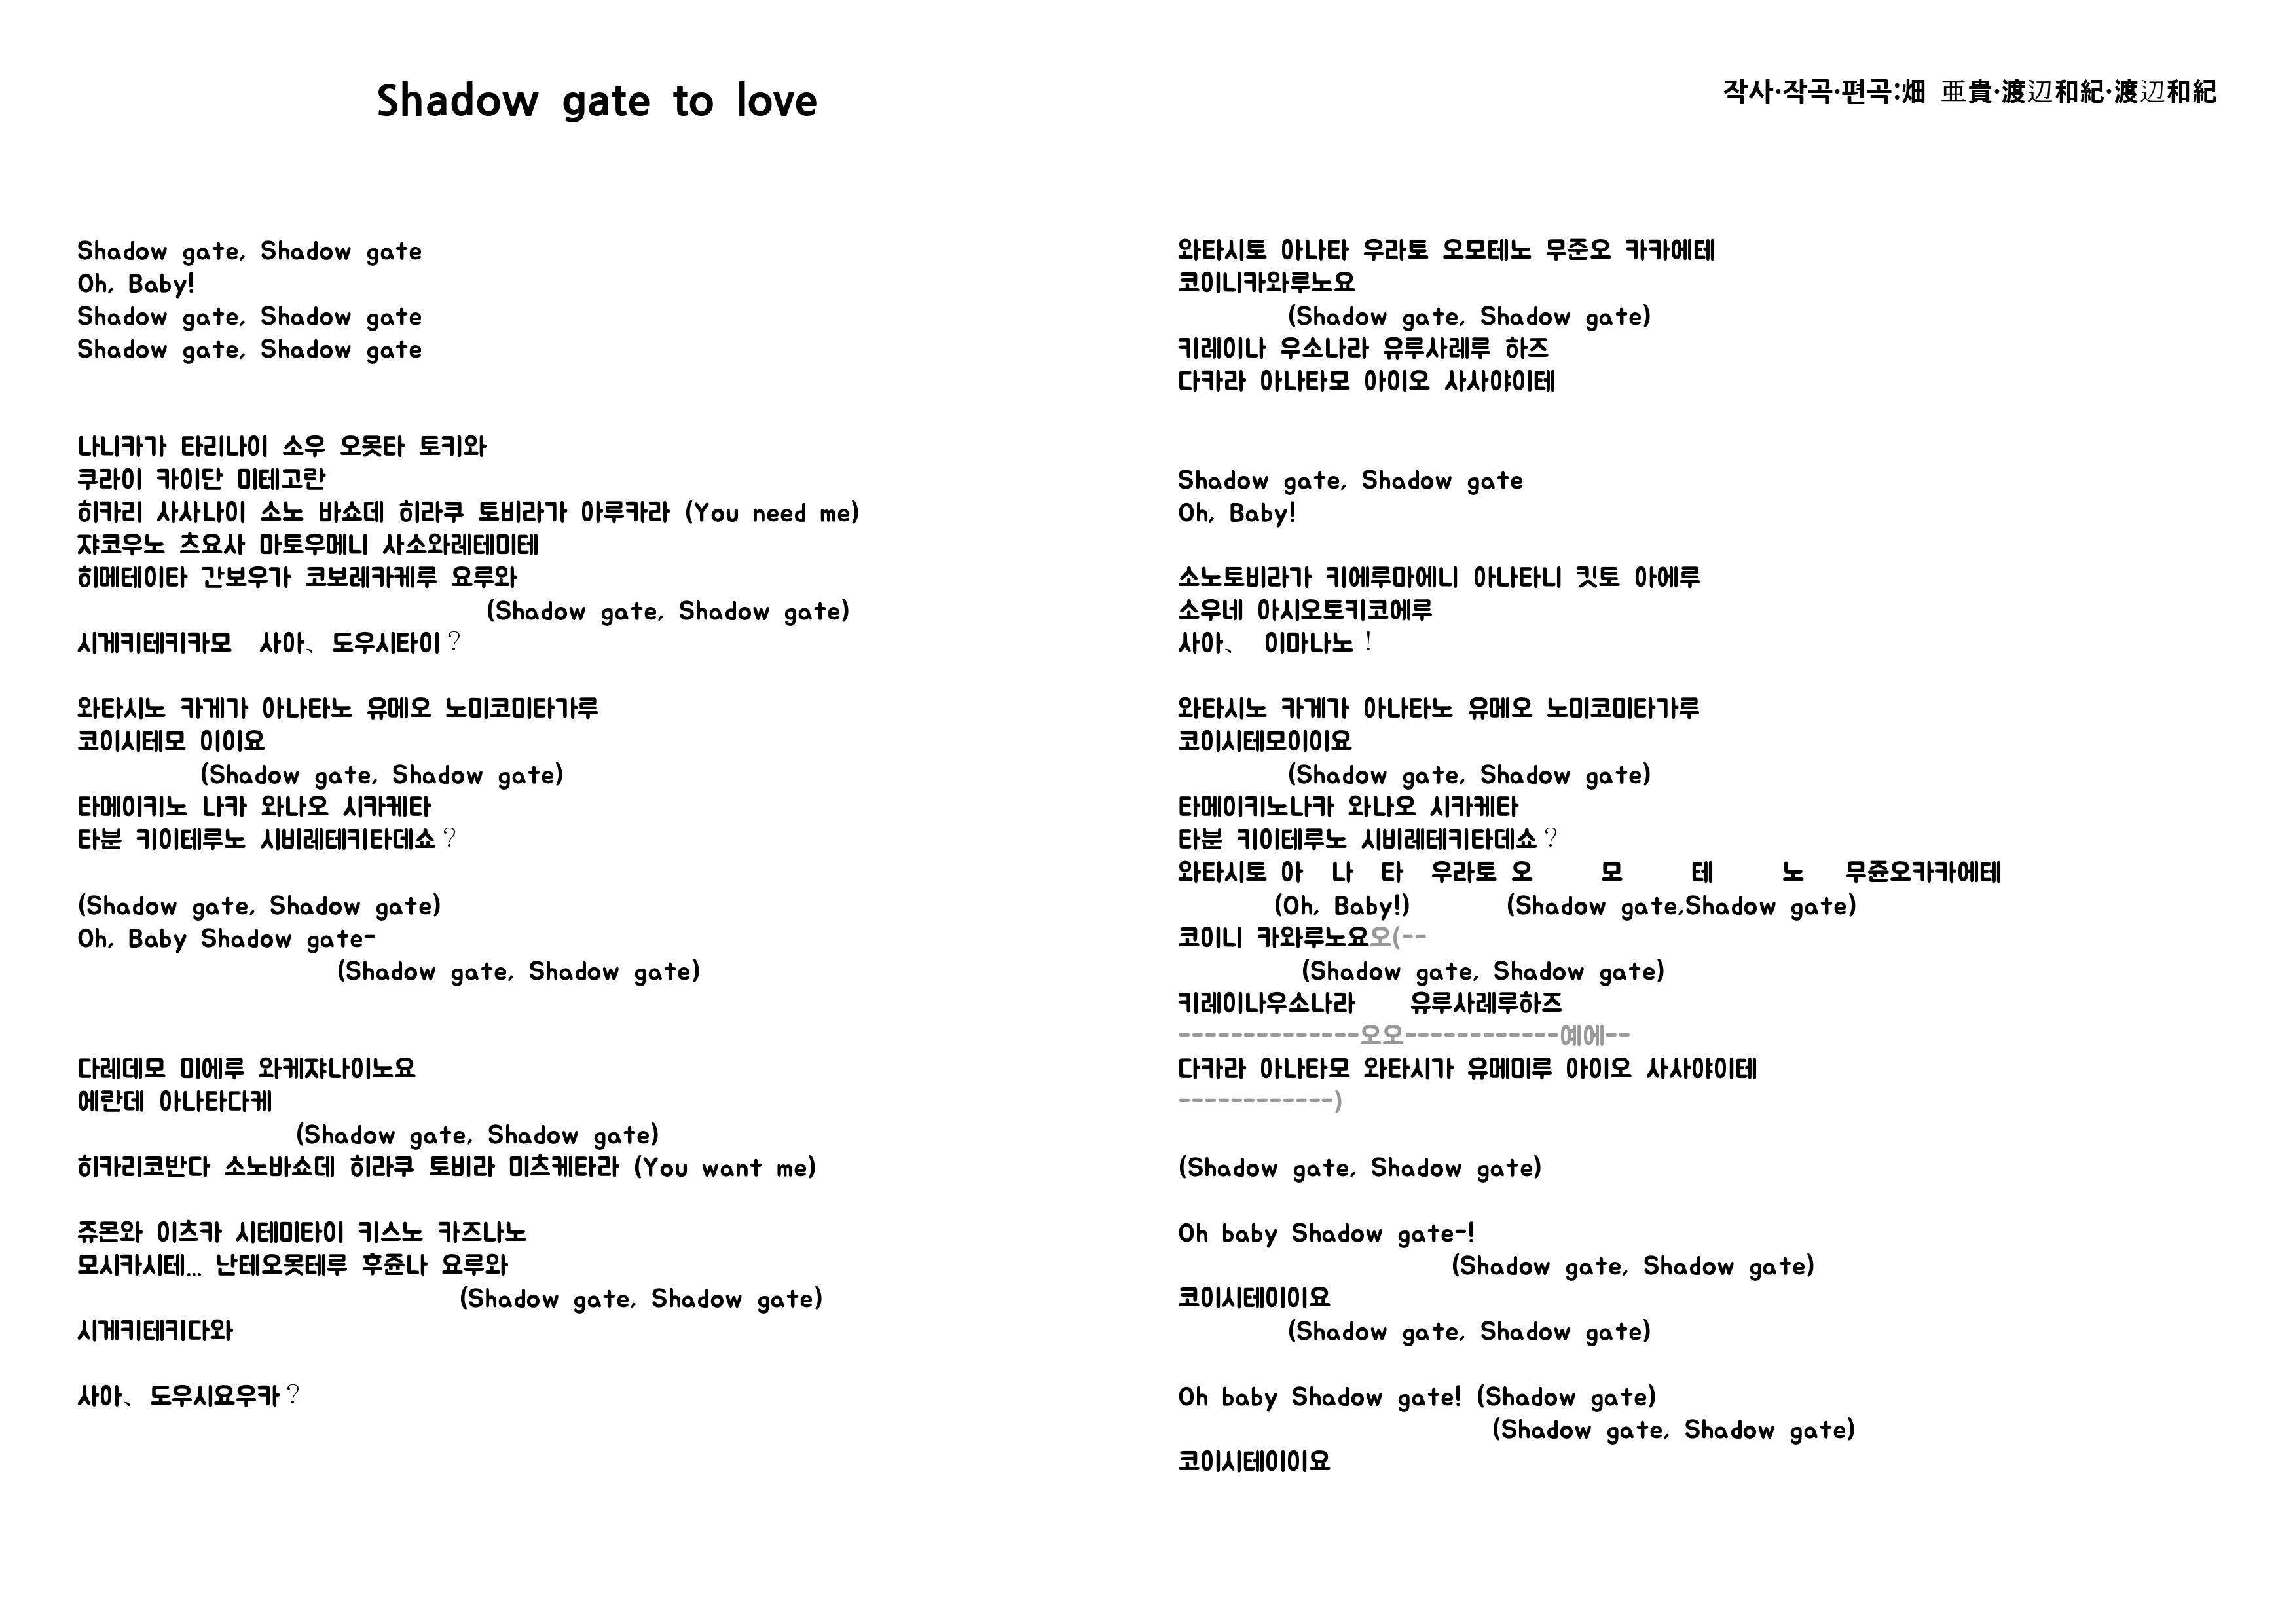 Shadow gate to love
작사·작곡·편곡:畑 亜貴·渡辺和紀·渡辺和紀
Shadow gate, Shadow gate
Oh, Baby!
Shadow gate, Shadow gate
Shadow gate, Shadow gate
나니카가 타리나이 소우 오못타 토키와
쿠라이 카이단 미테고란
히카리 사사나이 소노 바쇼데 히라쿠 토비라가 아루카라 (You need me)
쟈코우노 츠요사 마토우메니 사소와레테미테
히메테이타 간보우가 코보레카케루 요루와
(Shadow gate, Shadow gate)
시게키테키카모 사아、도우시타이？
와타시노 카게가 아나타노 유메오 노미코미타가루
코이시테모 이이요
(Shadow gate, Shadow gate)
타메이키노 나카 와나오 시카케타
타분 키이테루노 시비레테키타데쇼？
(Shadow gate, Shadow gate)
Oh, Baby Shadow gate-
(Shadow gate, Shadow gate)
다레데모 미에루 와케쟈나이노요
에란데 아나타다케
(Shadow gate, Shadow gate)
히카리코반다 소노바쇼데 히라쿠 토비라 미츠케타라 (You want me)
쥬몬와 이츠카 시테미타이 키스노 카즈나노
모시카시테... 난테오못테루 후쥰나 요루와
(Shadow gate, Shadow gate)
시게키테키다와
사아、도우시요우카？
와타시토 아나타 우라토 오모테노 무준오 카카에테
코이니카와루노요
(Shadow gate, Shadow gate)
키레이나 우소나라 유루사레루 하즈
다카라 아나타모 아이오 사사야이테
Shadow gate, Shadow gate
Oh, Baby!
소노토비라가 키에루마에니 아나타니 킷토 아에루
소우네 아시오토키코에루
사아、 이마나노！
와타시노 카게가 아나타노 유메오 노미코미타가루
코이시테모이이요
(Shadow gate, Shadow gate)
타메이키노나카 와나오 시카케타
타분 키이테루노 시비레테키타데쇼？
와타시토 아 나 타 우라토 오 모 테 노 무쥰오카카에테
(Oh, Baby!) (Shadow gate,Shadow gate)
코이니 카와루노요오(--
(Shadow gate, Shadow gate)
키레이나우소나라 유루사레루하즈
--------------오오------------예에--
다카라 아나타모 와타시가 유메미루 아이오 사사야이테
------------)
(Shadow gate, Shadow gate)
Oh baby Shadow gate-!
(Shadow gate, Shadow gate)
코이시테이이요
(Shadow gate, Shadow gate)
Oh baby Shadow gate! (Shadow gate)
(Shadow gate, Shadow gate)
코이시테이이요